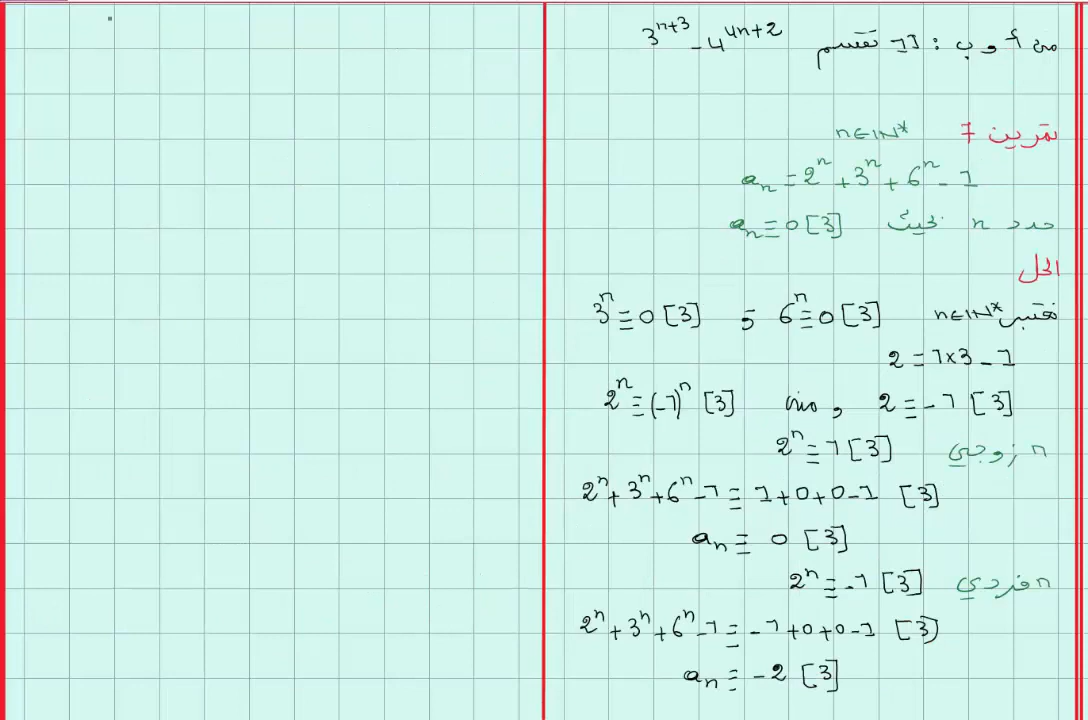 من أ و ب : 11 تقسم 3^{n+3} - 4^{4n+2}
تمرين 7 n∈IN*
a_n = 2^n + 3^n + 6^n - 1
حدد n بحيث a_n ≡ 0 [3]
الحل
نعتبر n∈IN* 6^n ≡ 0 [3] و 3^n ≡ 0 [3]
2 = 1×3 - 1
2 ≡ -1 [3] ومنه 2^n ≡ (-1)^n [3]
n زوجي 2^n ≡ 1 [3]
2^n + 3^n + 6^n - 1 ≡ 1 + 0 + 0 - 1 [3]
a_n ≡ 0 [3]
n فردي 2^n ≡ -1 [3]
2^n + 3^n + 6^n - 1 ≡ -1 + 0 + 0 - 1 [3]
a_n ≡ -2 [3]